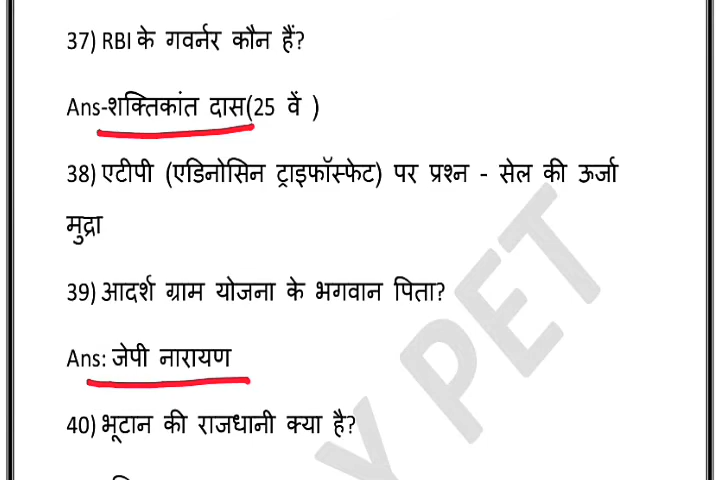 37) RBI के गवर्नर कौन हैं?
Ans-शक्तिकांत दास(25 वें )
38) एटीपी (एडिनोसिन ट्राइफॉस्फेट) पर प्रश्न - सेल की ऊर्जा
मुद्रा
39) आदर्श ग्राम योजना के भगवान पिता?
Ans: जेपी नारायण
40) भूटान की राजधानी क्या है?
Y PET